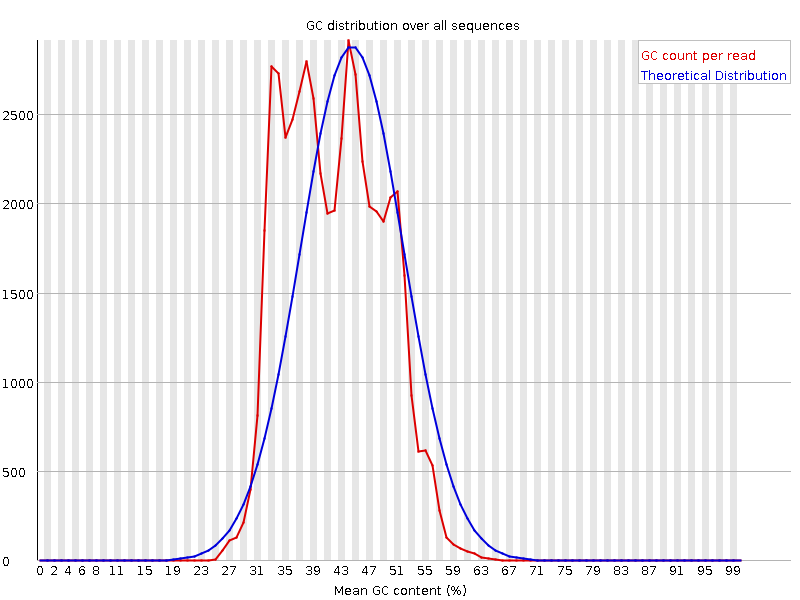 GC distribution over all sequences
GC count per read
Theoretical Distribution
2500
2000
1500
1000
500
0
0 2 4 6 8 11 15 19 23 27 31 35 39 43 47 51 55 59 63 67 71 75 79 83 87 91 95 99
Mean GC content (%)